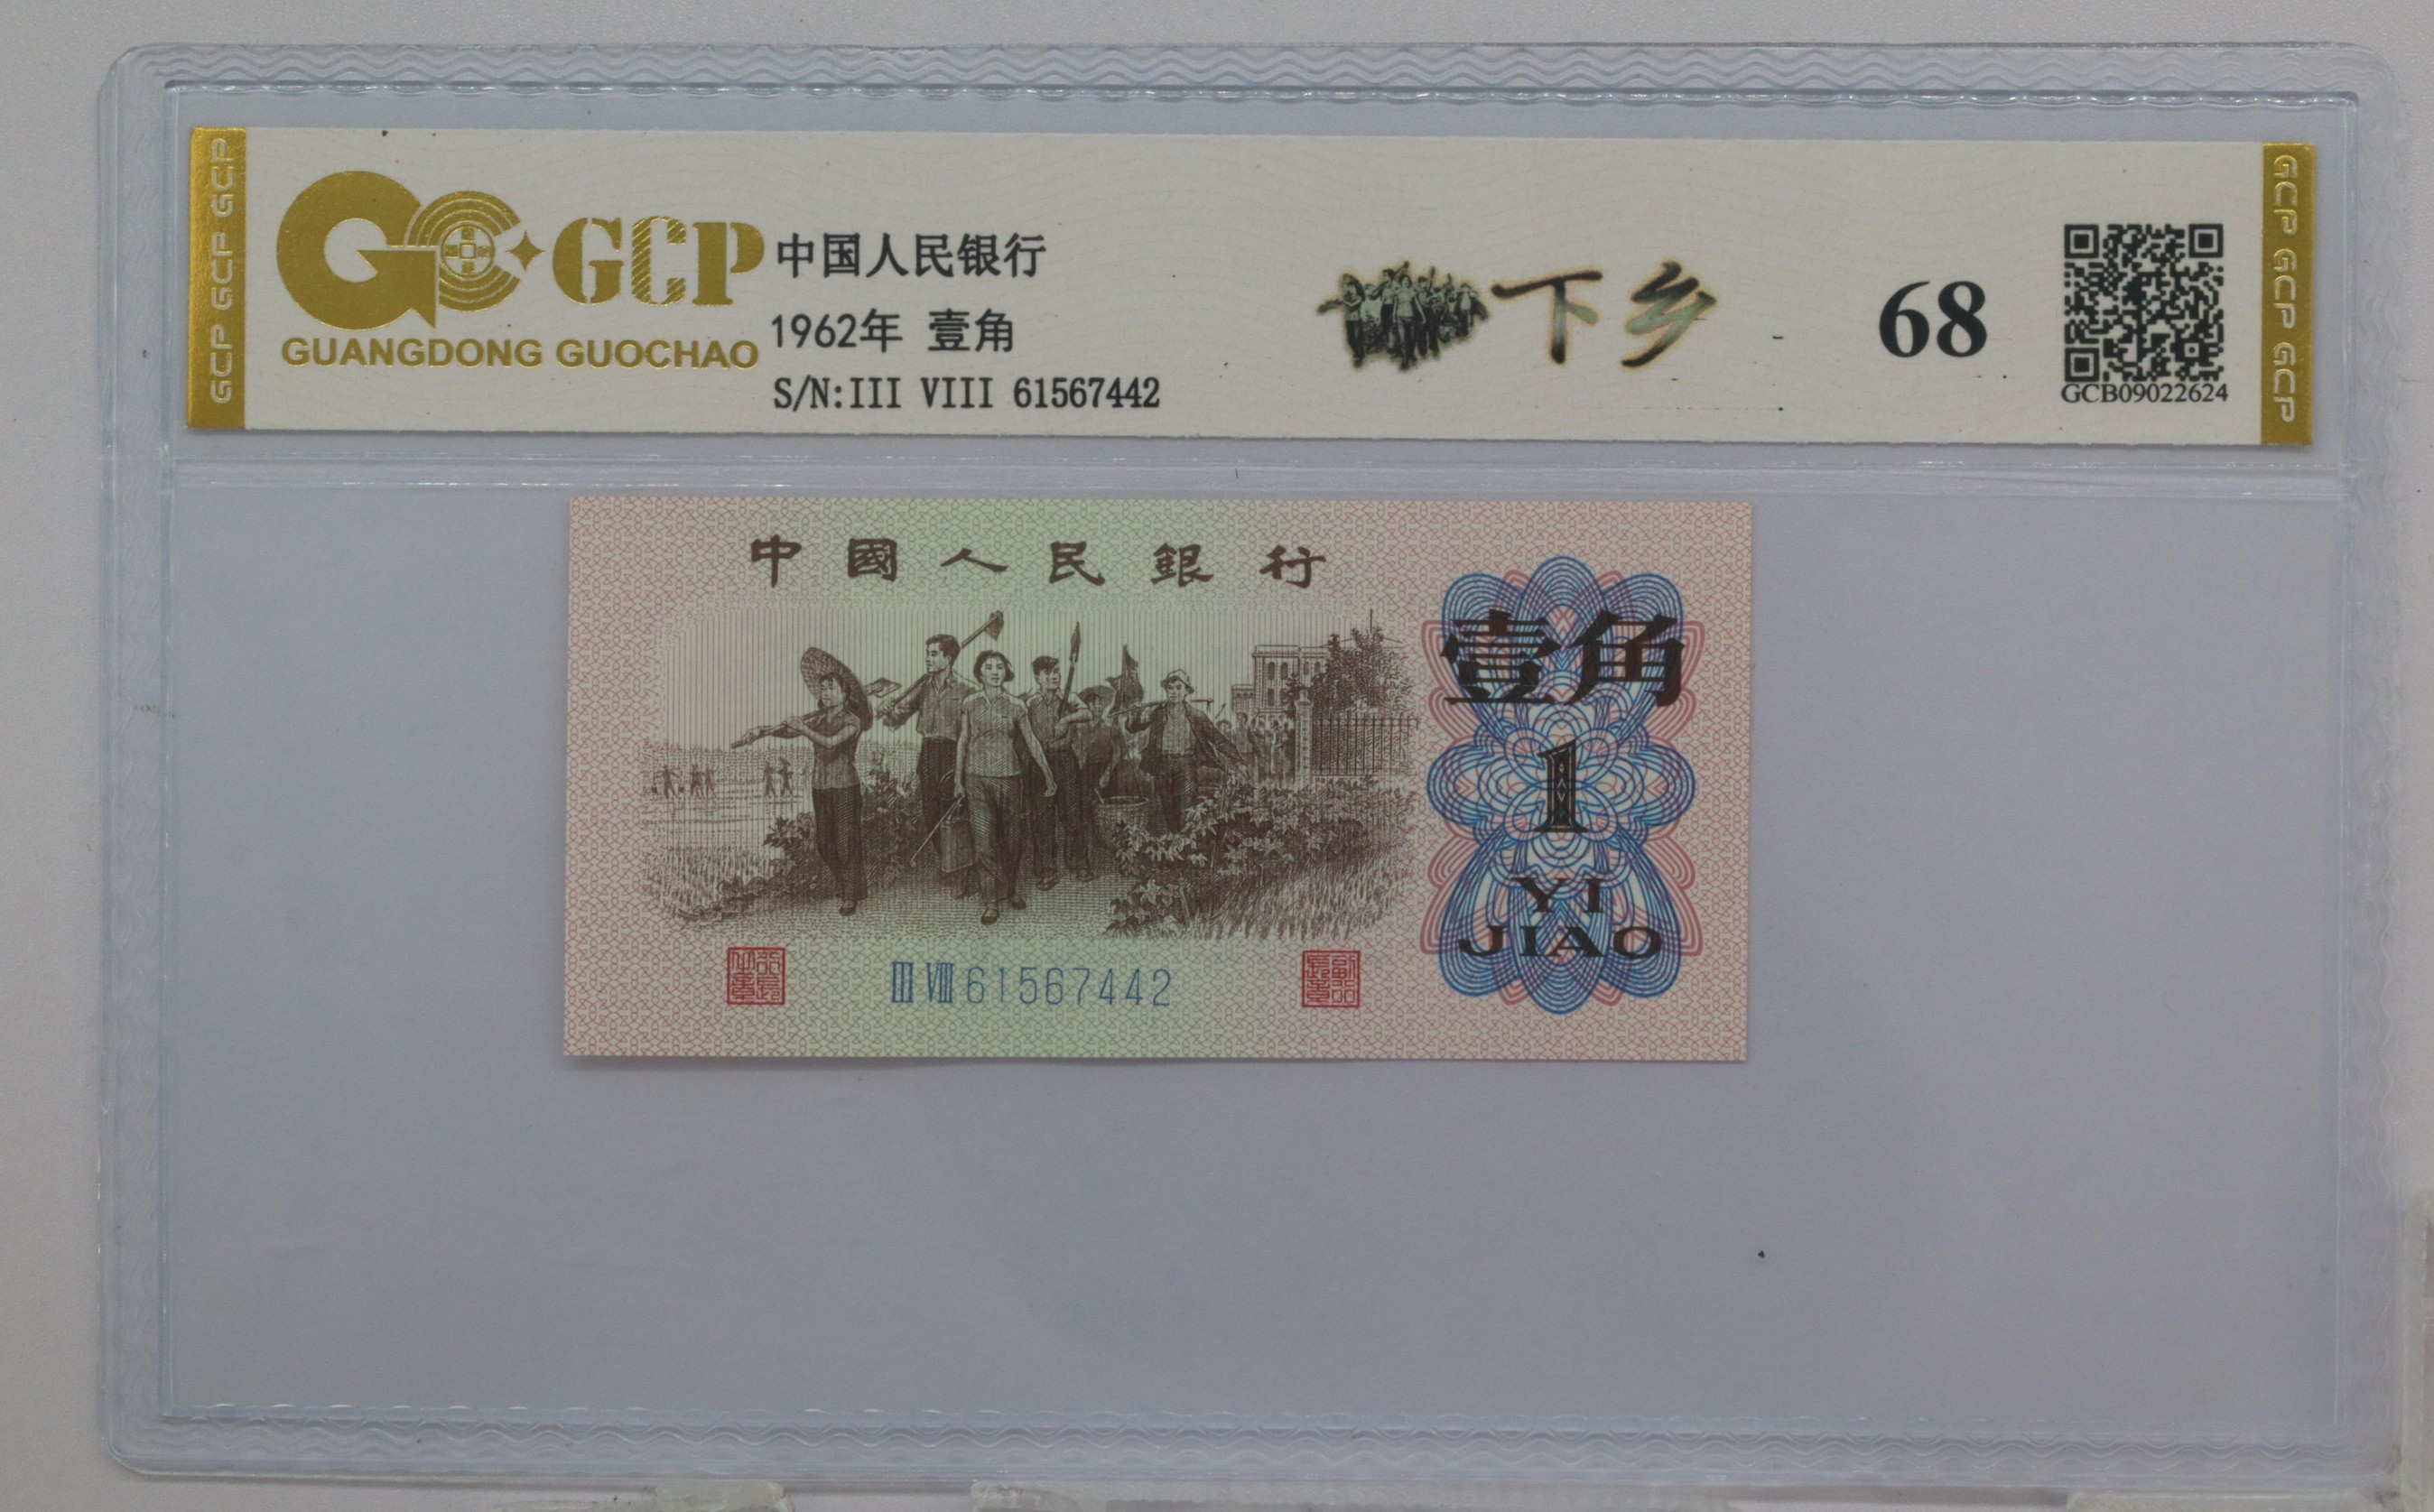 GCP GCP GCP
GCP
GUANGDONG GUOCHAO
中国人民银行
1962年 壹角
S/N:III VIII 61567442
下乡
68
GCB09022624
GCP GCP GCP
中國人民銀行
壹角
1
YI
JIAO
III VIII 61567442